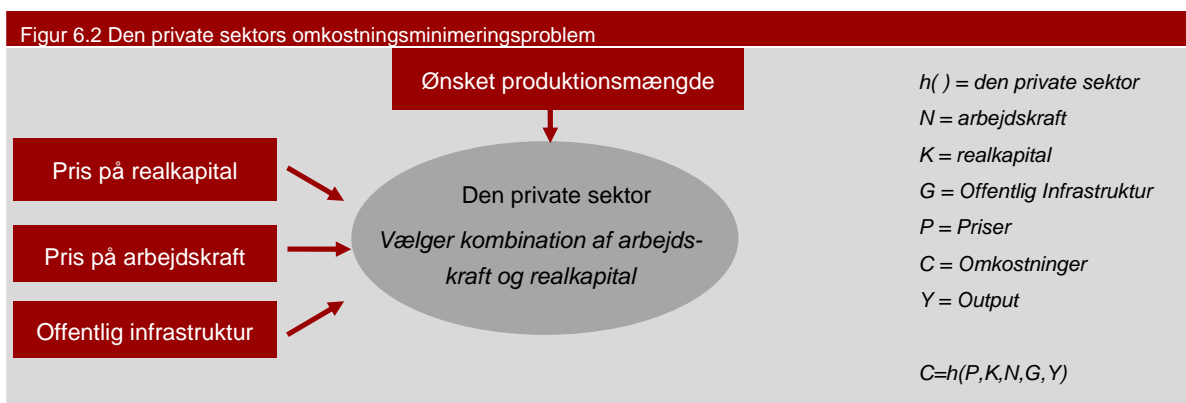 Figur 6.2 Den private sektors omkostningsminimeringsproblem
Ønsket produktionsmængde
Pris på realkapital
Pris på arbejdskraft
Offentlig infrastruktur
Den private sektor
Vælger kombination af arbejds-
kraft og realkapital
h( ) = den private sektor
N = arbejdskraft
K = realkapital
G = Offentlig Infrastruktur
P = Priser
C = Omkostninger
Y = Output
C=h(P,K,N,G,Y)